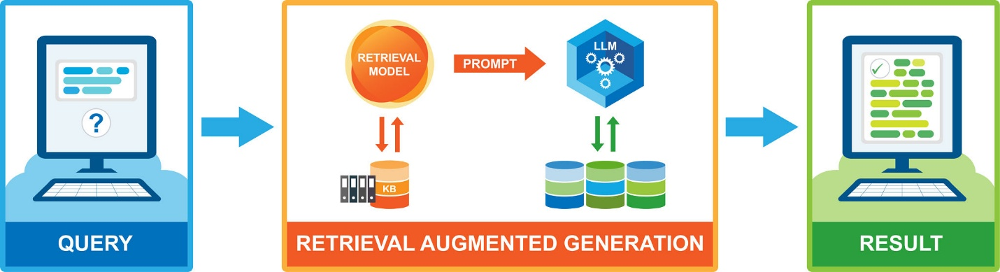 ?
QUERY
RETRIEVAL
MODEL
PROMPT
LLM
KB
RETRIEVAL AUGMENTED GENERATION
RESULT